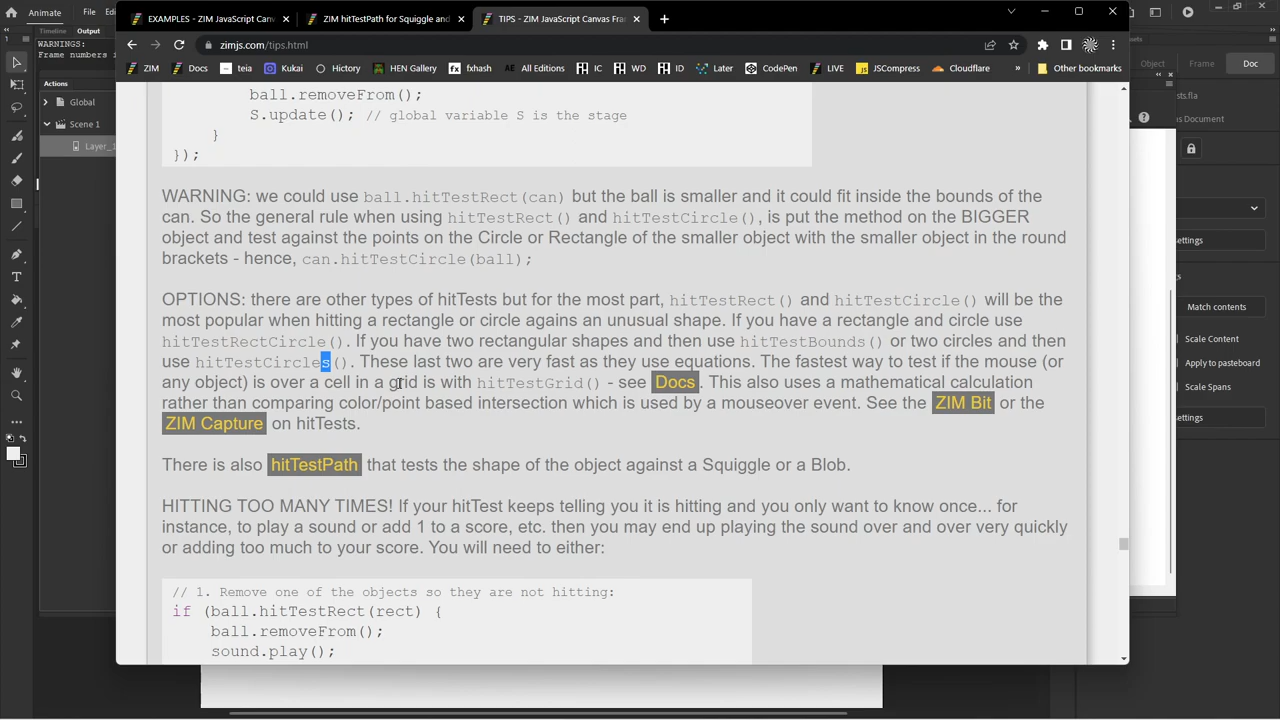 Animate
File
Timeline
Output
WARNINGS:
Frame numbers i
Actions
Global
Scene 1
Layer_1
EXAMPLES - ZIM JavaScript Canv
ZIM hitTestPath for Squiggle and
TIPS - ZIM JavaScript Canvas Fra
zimjs.com/tips.html
ZIM
Docs
teia
Kukai
Hictory
HEN Gallery
fxhash
All Editions
IC
WD
ID
Later
CodePen
LIVE
JSCompress
Cloudflare
»
Other bookmarks
ball.removeFrom();
S.update(); // global variable S is the stage
}
});
WARNING: we could use ball.hitTestRect(can) but the ball is smaller and it could fit inside the bounds of the
can. So the general rule when using hitTestRect() and hitTestCircle(), is put the method on the BIGGER
object and test against the points on the Circle or Rectangle of the smaller object with the smaller object in the round
brackets - hence, can.hitTestCircle(ball);
OPTIONS: there are other types of hitTests but for the most part, hitTestRect() and hitTestCircle() will be the
most popular when hitting a rectangle or circle agains an unusual shape. If you have a rectangle and circle use
hitTestRectCircle(). If you have two rectangular shapes and then use hitTestBounds() or two circles and then
use hitTestCircles(). These last two are very fast as they use equations. The fastest way to test if the mouse (or
any object) is over a cell in a grid is with hitTestGrid() - see Docs. This also uses a mathematical calculation
rather than comparing color/point based intersection which is used by a mouseover event. See the ZIM Bit or the
ZIM Capture on hitTests.
There is also hitTestPath that tests the shape of the object against a Squiggle or a Blob.
HITTING TOO MANY TIMES! If your hitTest keeps telling you it is hitting and you only want to know once... for
instance, to play a sound or add 1 to a score, etc. then you may end up playing the sound over and over very quickly
or adding too much to your score. You will need to either:
// 1. Remove one of the objects so they are not hitting:
if (ball.hitTestRect(rect) {
ball.removeFrom();
sound.play();
Object
Frame
Doc
sts.fla
s Document
ettings
Match contents
Scale Content
Apply to pasteboard
Scale Spans
ettings